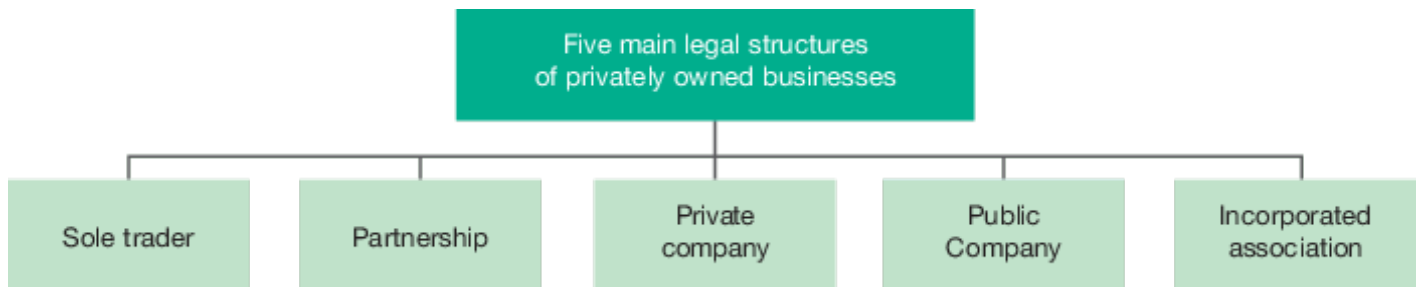 Five main legal structures
of privately owned businesses
Sole trader
Partnership
Private
company
Public
Company
Incorporated
association